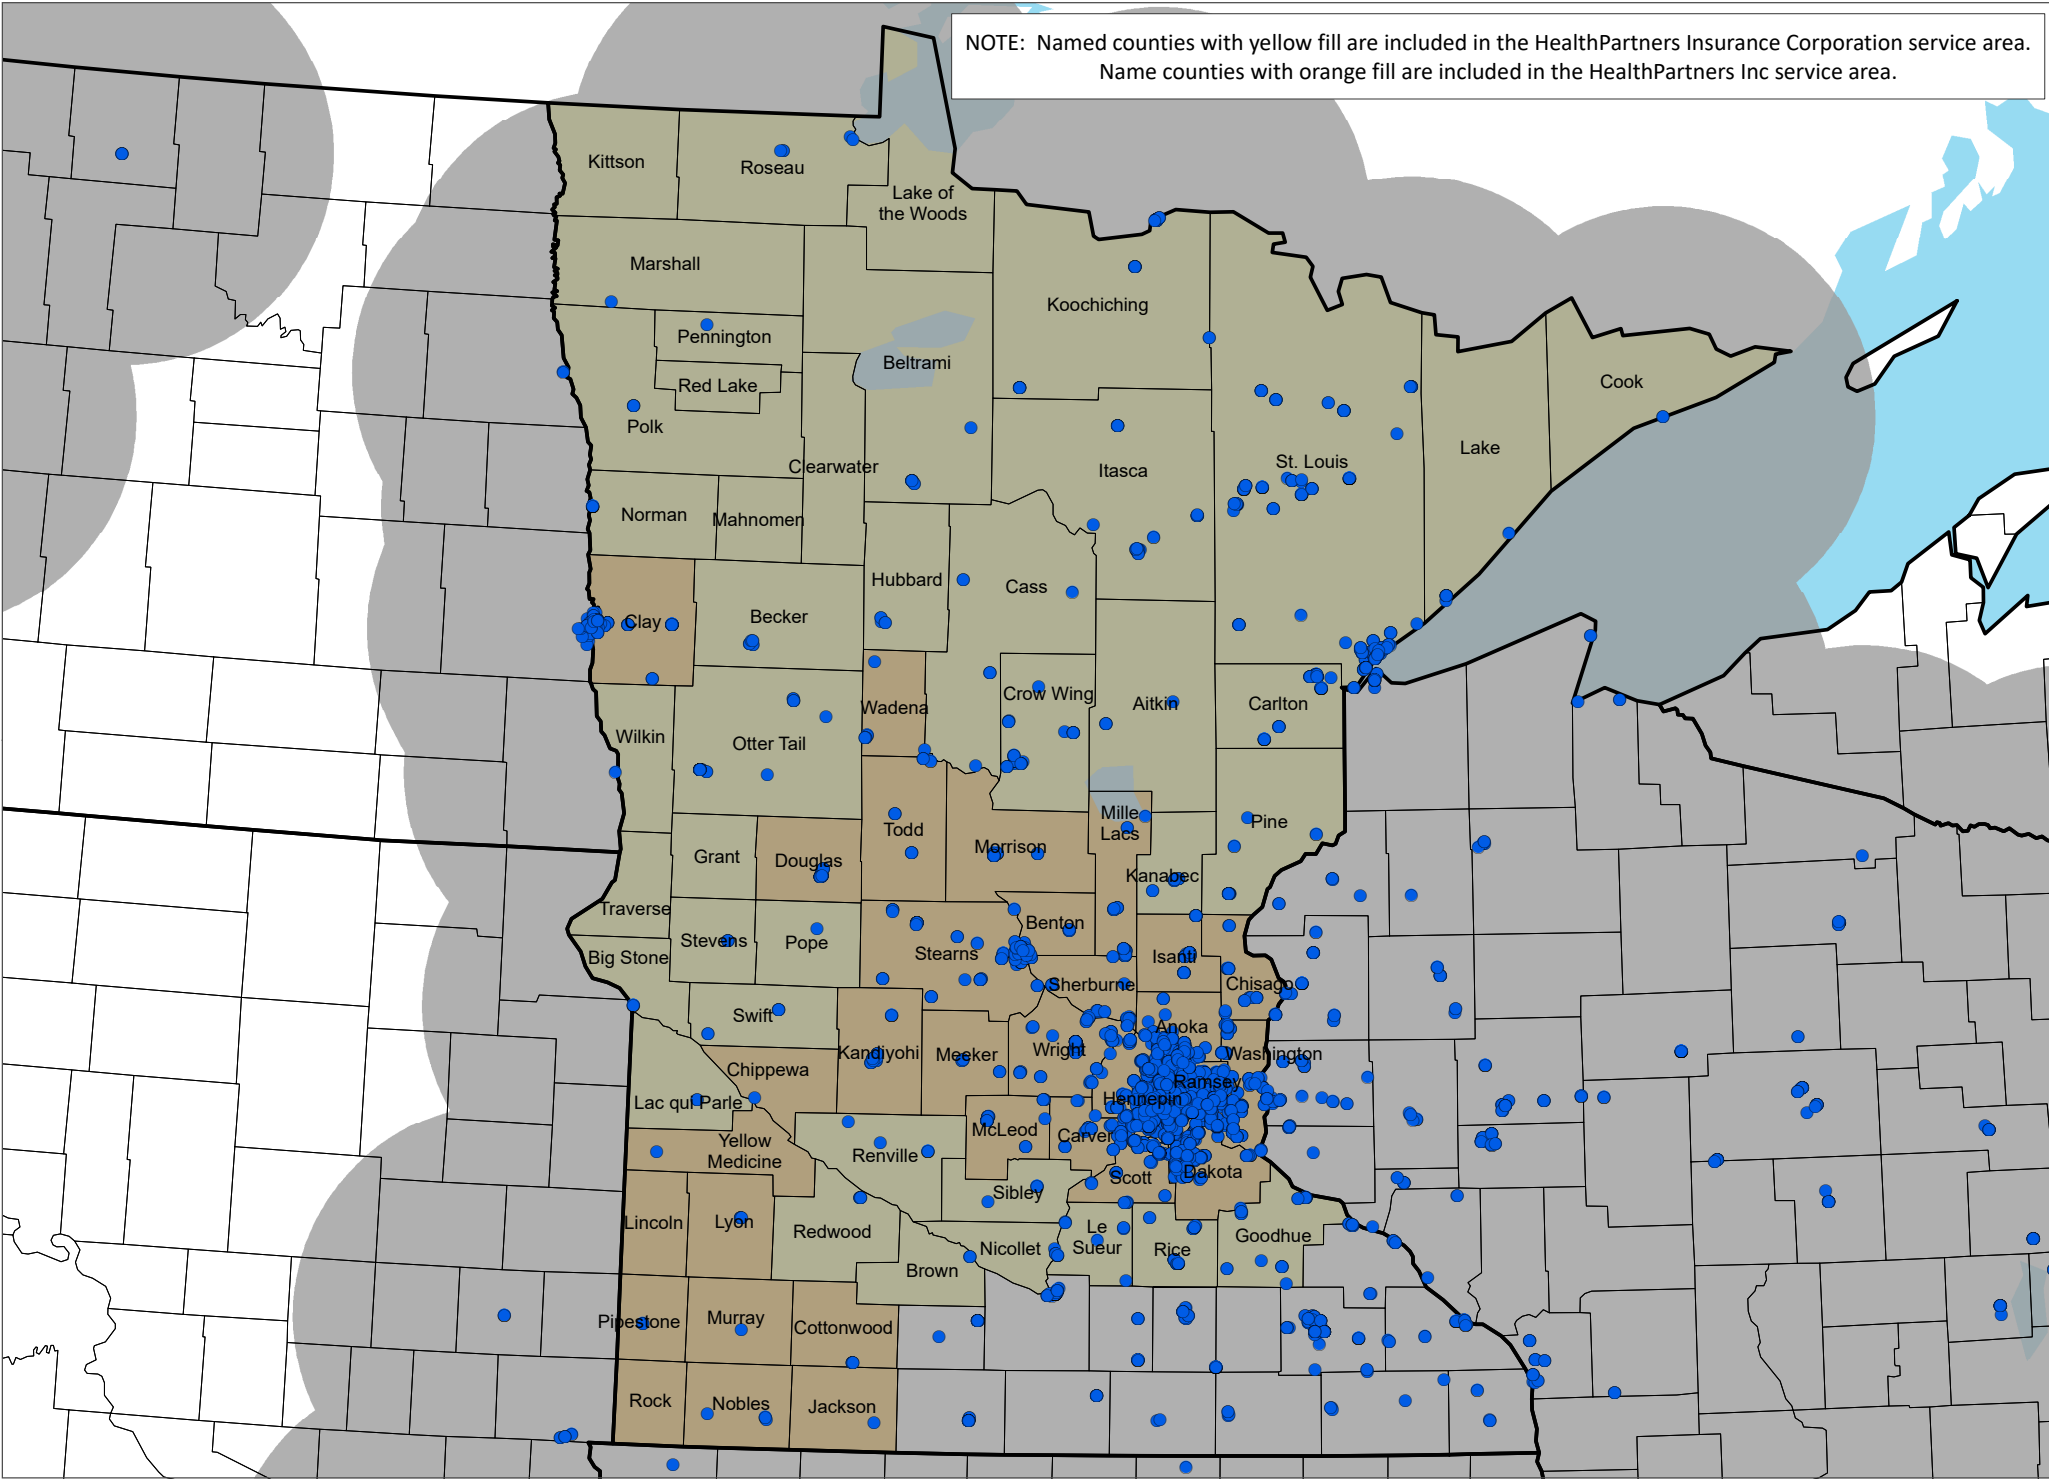 NOTE: Named counties with yellow fill are included in the HealthPartners Insurance Corporation service area.
Name counties with orange fill are included in the HealthPartners Inc service area.
Kittson
Roseau
Lake of
the Woods
Marshall
Koochiching
Pennington
Beltrami
Red Lake
Cook
Polk
Lake
Clearwater
St. Louis
Itasca
Norman
Mahnomen
Hubbard
Cass
Becker
Clay
Crow Wing
Wadena
Aitkin
Carlton
Wilkin
Otter Tail
Mille
Lacs
Pine
Todd
Morrison
Grant
Douglas
Kanabec
Traverse
Benton
Stevens
Pope
Stearns
Isanti
Big Stone
Sherburne
Chisago
Swift
Anoka
Kandiyohi
Meeker
Wright
Washington
Chippewa
Ramsey
Hennepin
Lac qui Parle
McLeod
Carver
Yellow
Medicine
Renville
Scott
Dakota
Sibley
Lincoln
Lyon
Redwood
Le
Sueur
Rice
Goodhue
Nicollet
Brown
Pipestone
Murray
Cottonwood
Rock
Nobles
Jackson